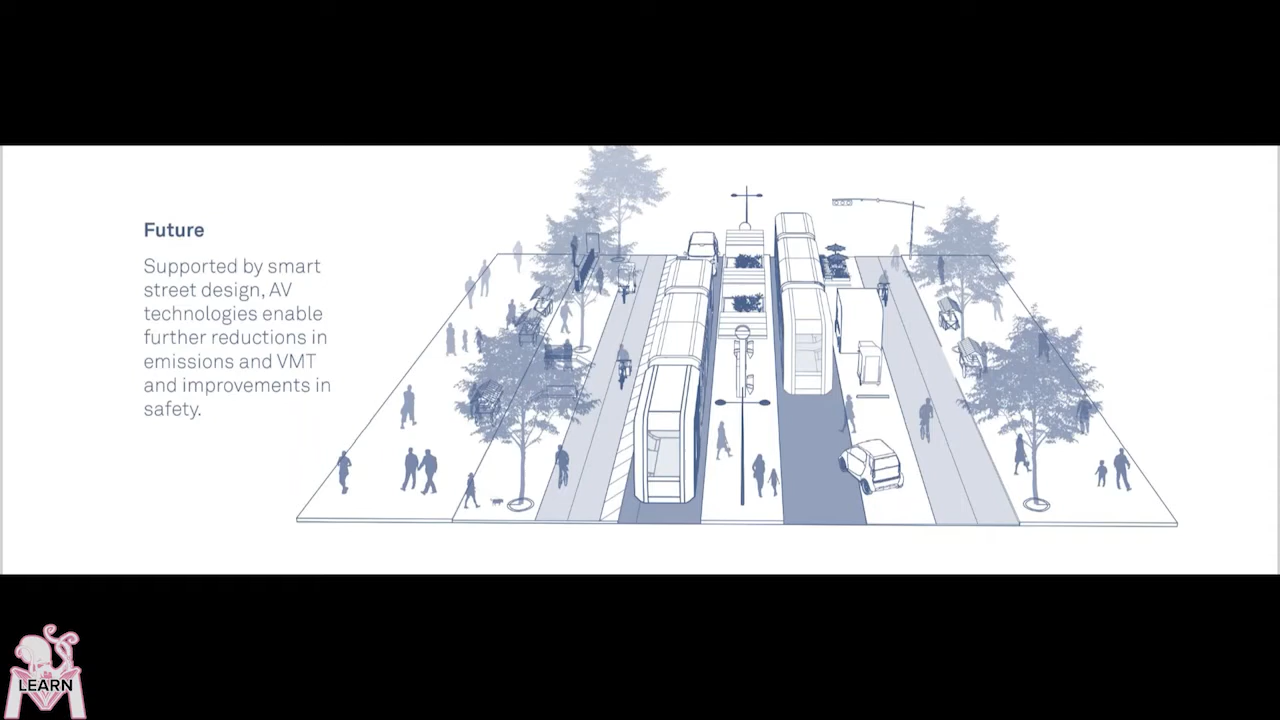 Future
Supported by smart
street design, AV
technologies enable
further reductions in
emissions and VMT
and improvements in
safety.
LEARN